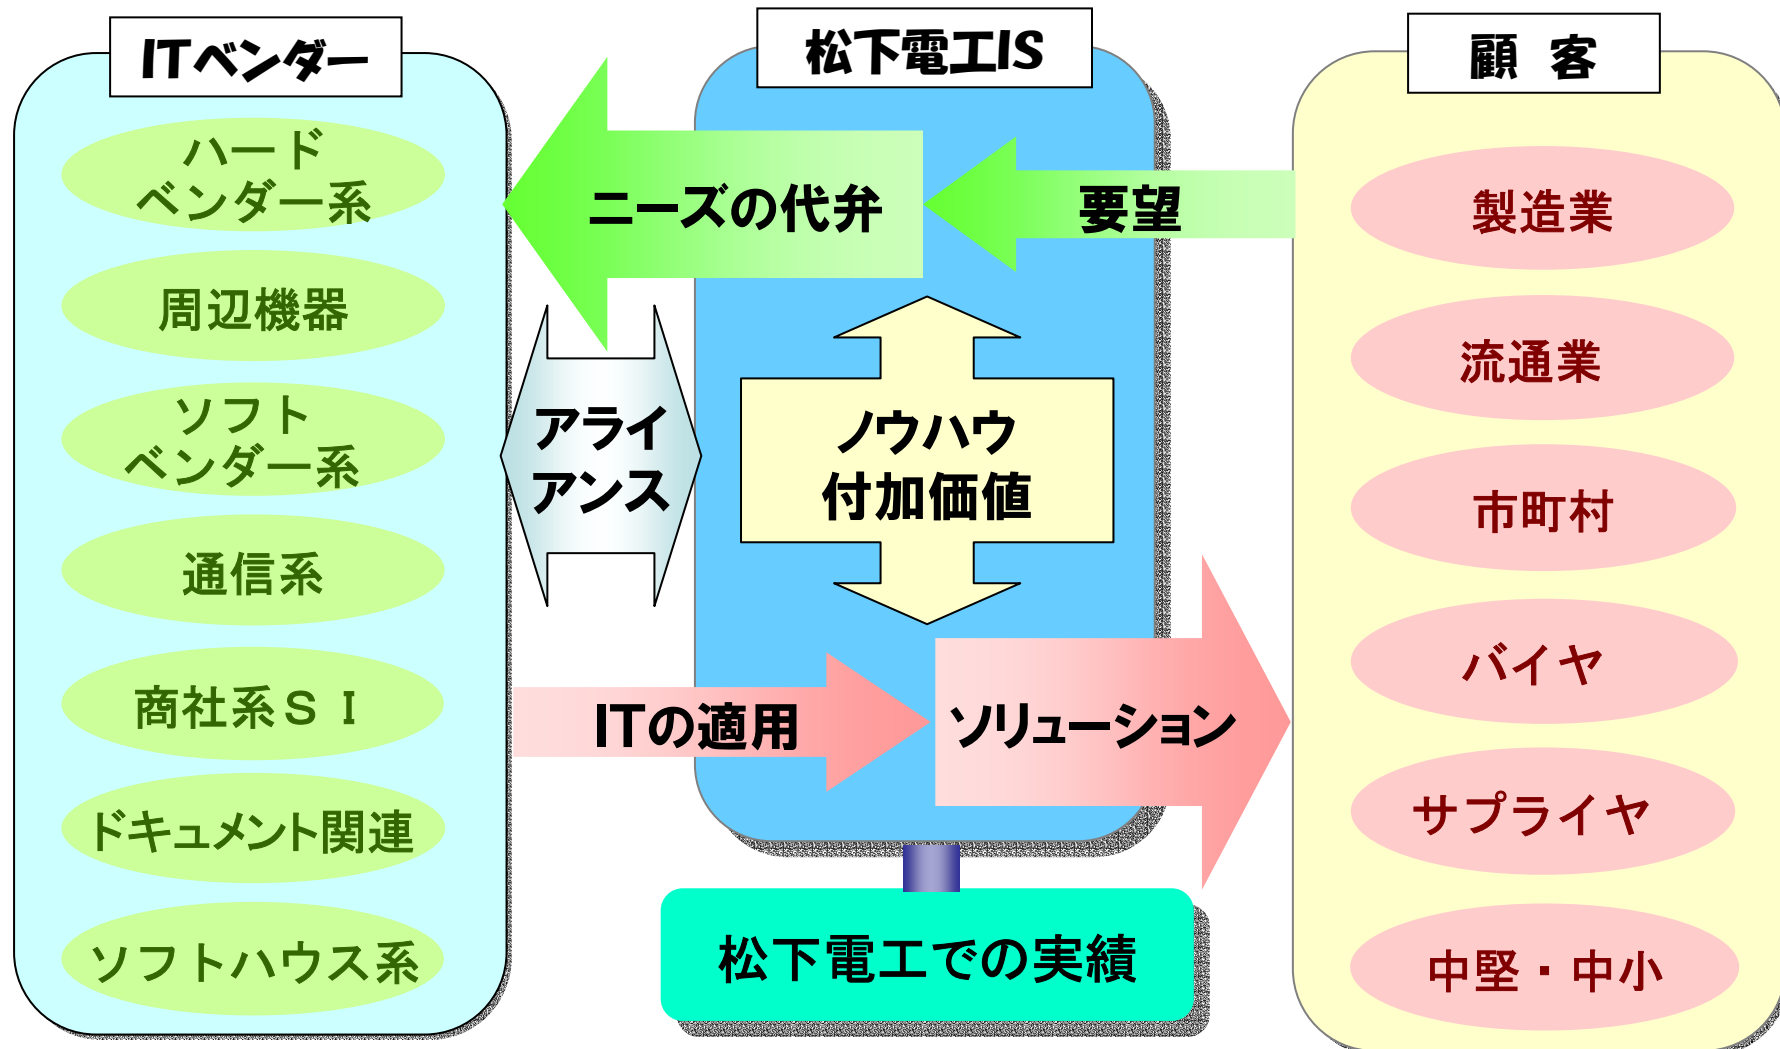 ITベンダー
ハード
ベンダー系
周辺機器
ソフト
ベンダー系
通信系
商社系ＳＩ
ドキュメント関連
ソフトハウス系
松下電工IS
ニーズの代弁
要望
アライ
アンス
ノウハウ
付加価値
ITの適用
ソリューション
松下電工での実績
顧 客
製造業
流通業
市町村
バイヤ
サプライヤ
中堅・中小